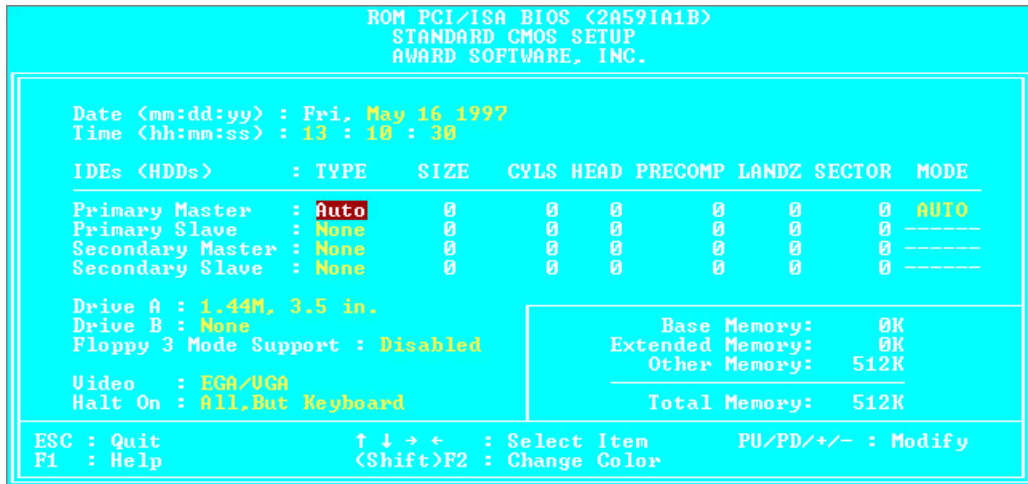 ROM PCI/ISA BIOS (2A59IA1B)
STANDARD CMOS SETUP
AWARD SOFTWARE, INC.
Date (mm:dd:yy) : Fri, May 16 1997
Time (hh:mm:ss) : 13 : 10 : 30
IDEs (HDDs) : TYPE SIZE CYLS HEAD PRECOMP LANDZ SECTOR MODE
Primary Master : Auto 0 0 0 0 0 0 AUTO
Primary Slave : None 0 0 0 0 0 0 ------
Secondary Master : None 0 0 0 0 0 0 ------
Secondary Slave : None 0 0 0 0 0 0 ------
Drive A : 1.44M, 3.5 in.
Drive B : None
Floppy 3 Mode Support : Disabled
Video : EGA/VGA
Halt On : All,But Keyboard
Base Memory: 0K
Extended Memory: 0K
Other Memory: 512K
Total Memory: 512K
ESC : Quit ↑ ↓ → ← : Select Item PU/PD/+/- : Modify
F1 : Help (Shift)F2 : Change Color